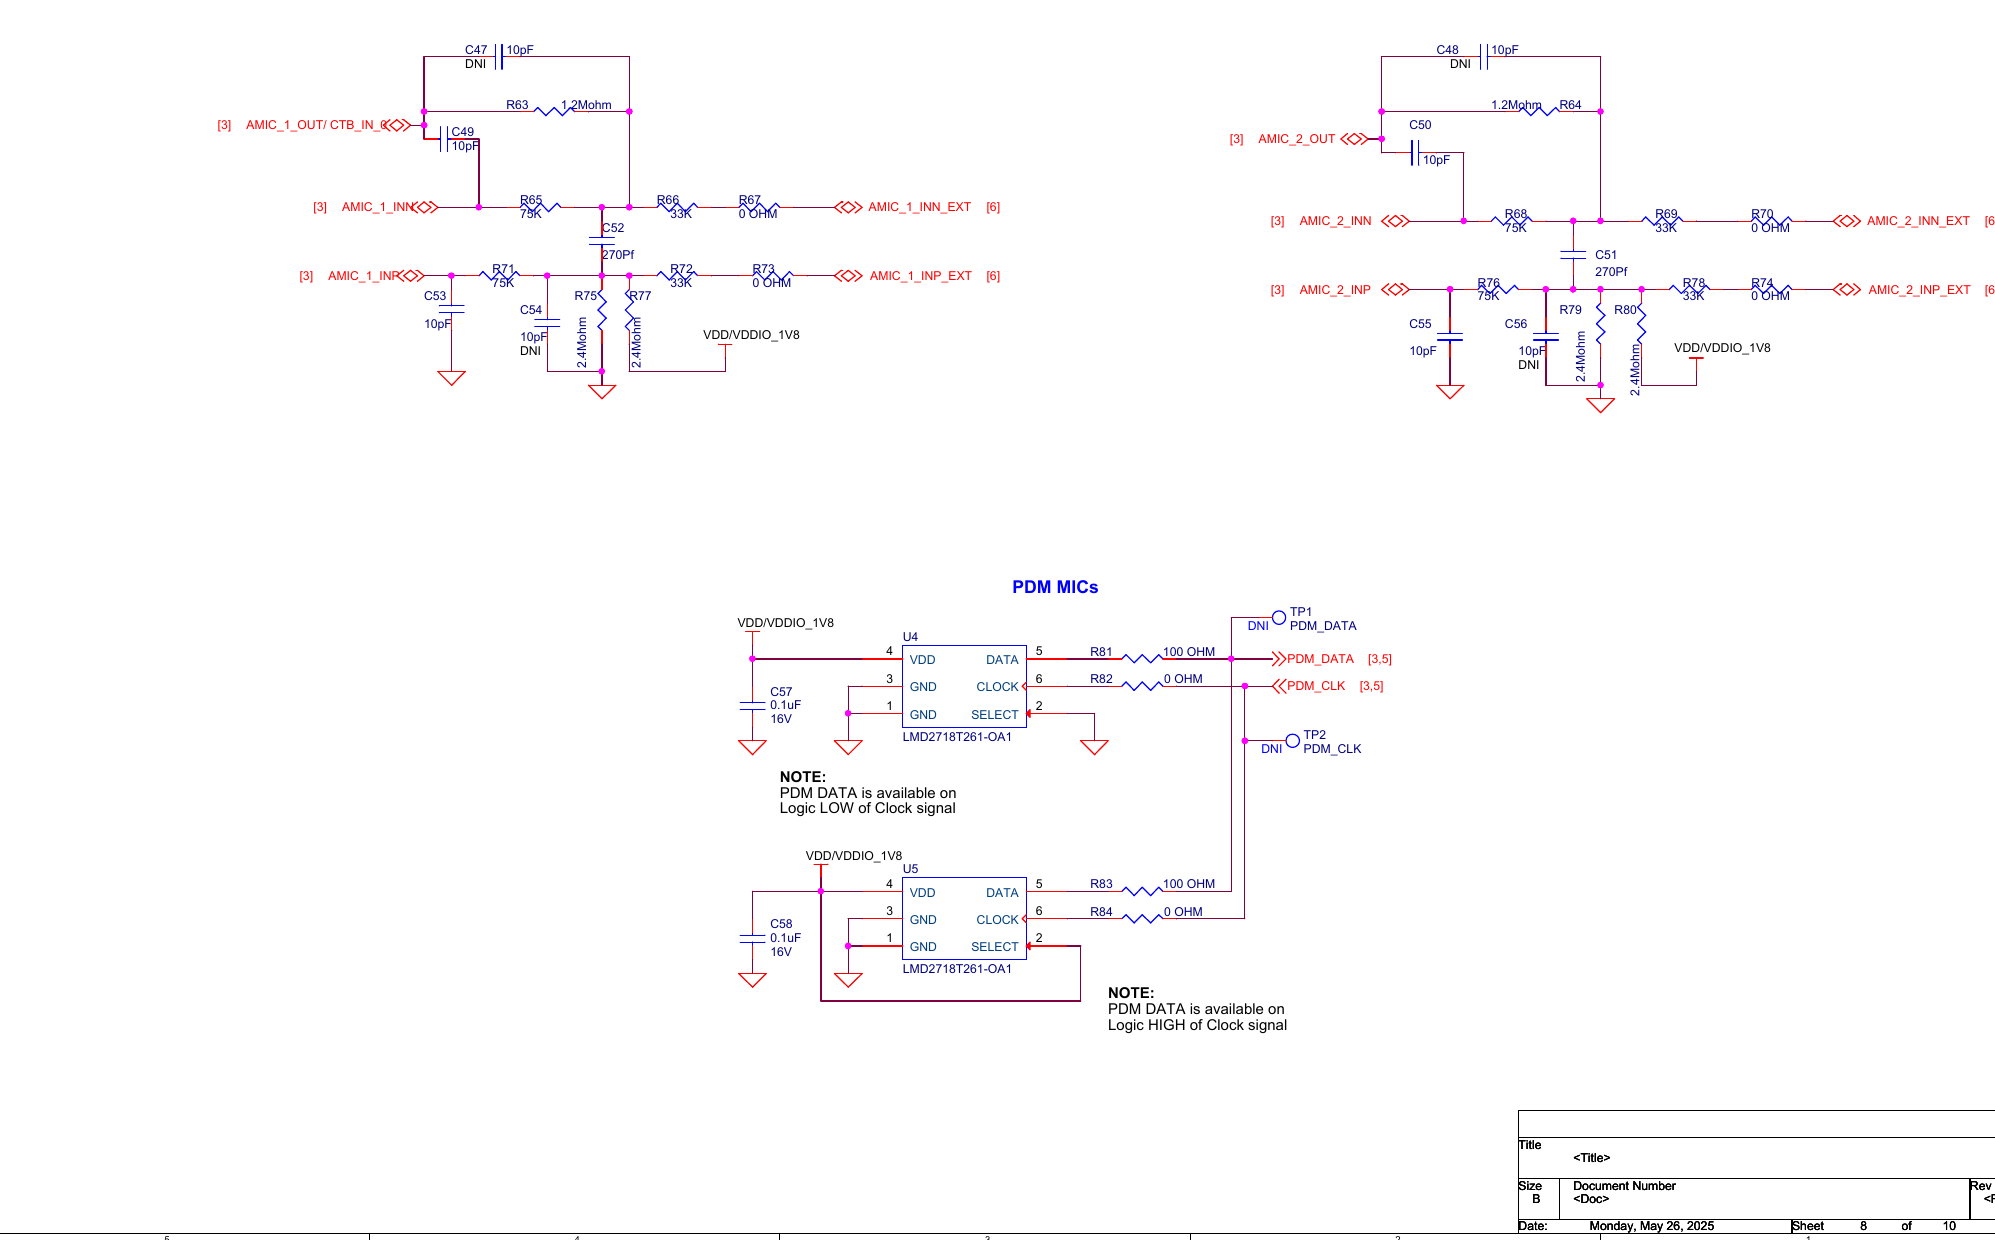 C47 10pF
DNI
R63 1.2Mohm
[3] AMIC_1_OUT/ CTB_IN_
C49
10pF
[3] AMIC_1_INN
R65
75K
R66
33K
R67
0 OHM
AMIC_1_INN_EXT [6]
C52
270Pf
[3] AMIC_1_INP
R71
75K
R72
33K
R73
0 OHM
AMIC_1_INP_EXT [6]
C53
10pF
C54
10pF
DNI
R75
2.4Mohm
R77
2.4Mohm
VDD/VDDIO_1V8
C48 10pF
DNI
1.2Mohm R64
[3] AMIC_2_OUT
C50
10pF
[3] AMIC_2_INN
R68
75K
R69
33K
R70
0 OHM
AMIC_2_INN_EXT [6
C51
270Pf
[3] AMIC_2_INP
R76
75K
R78
33K
R74
0 OHM
AMIC_2_INP_EXT [6
C55
10pF
C56
10pF
DNI
R79
2.4Mohm
R80
2.4Mohm
VDD/VDDIO_1V8
PDM MICs
VDD/VDDIO_1V8
U4
4 VDD DATA 5
3 GND CLOCK 6
1 GND SELECT 2
LMD2718T261-OA1
C57
0.1uF
16V
R81 100 OHM
R82 0 OHM
TP1
DNI PDM_DATA
PDM_DATA [3,5]
PDM_CLK [3,5]
TP2
DNI PDM_CLK
NOTE:
PDM DATA is available on
Logic LOW of Clock signal
VDD/VDDIO_1V8
U5
4 VDD DATA 5
3 GND CLOCK 6
1 GND SELECT 2
LMD2718T261-OA1
C58
0.1uF
16V
R83 100 OHM
R84 0 OHM
NOTE:
PDM DATA is available on
Logic HIGH of Clock signal
Title
<Title>
Size Document Number Rev
B <Doc>
Date: Monday, May 26, 2025 Sheet 8 of 10